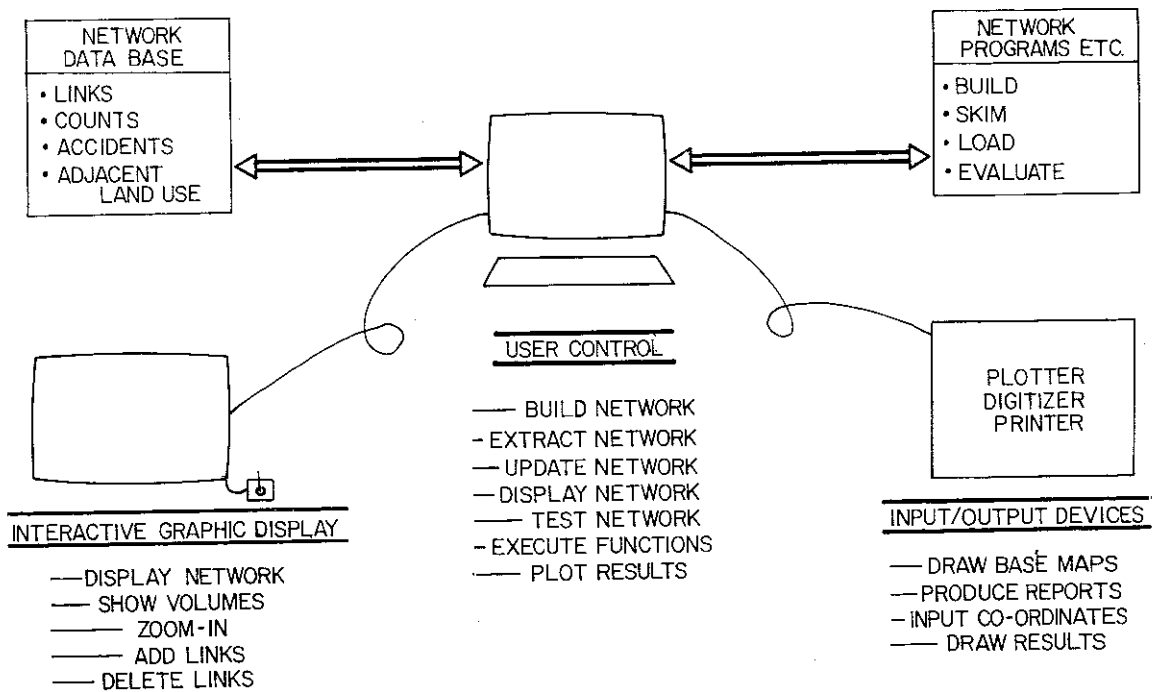 NETWORK
DATA BASE
• LINKS
• COUNTS
• ACCIDENTS
• ADJACENT
LAND USE
NETWORK
PROGRAMS ETC.
• BUILD
• SKIM
• LOAD
• EVALUATE
USER CONTROL
— BUILD NETWORK
- EXTRACT NETWORK
— UPDATE NETWORK
— DISPLAY NETWORK
— TEST NETWORK
- EXECUTE FUNCTIONS
— PLOT RESULTS
PLOTTER
DIGITIZER
PRINTER
INTERACTIVE GRAPHIC DISPLAY
— DISPLAY NETWORK
— SHOW VOLUMES
— ZOOM-IN
— ADD LINKS
— DELETE LINKS
INPUT/OUTPUT DEVICES
— DRAW BASE MAPS
— PRODUCE REPORTS
- INPUT CO-ORDINATES
— DRAW RESULTS